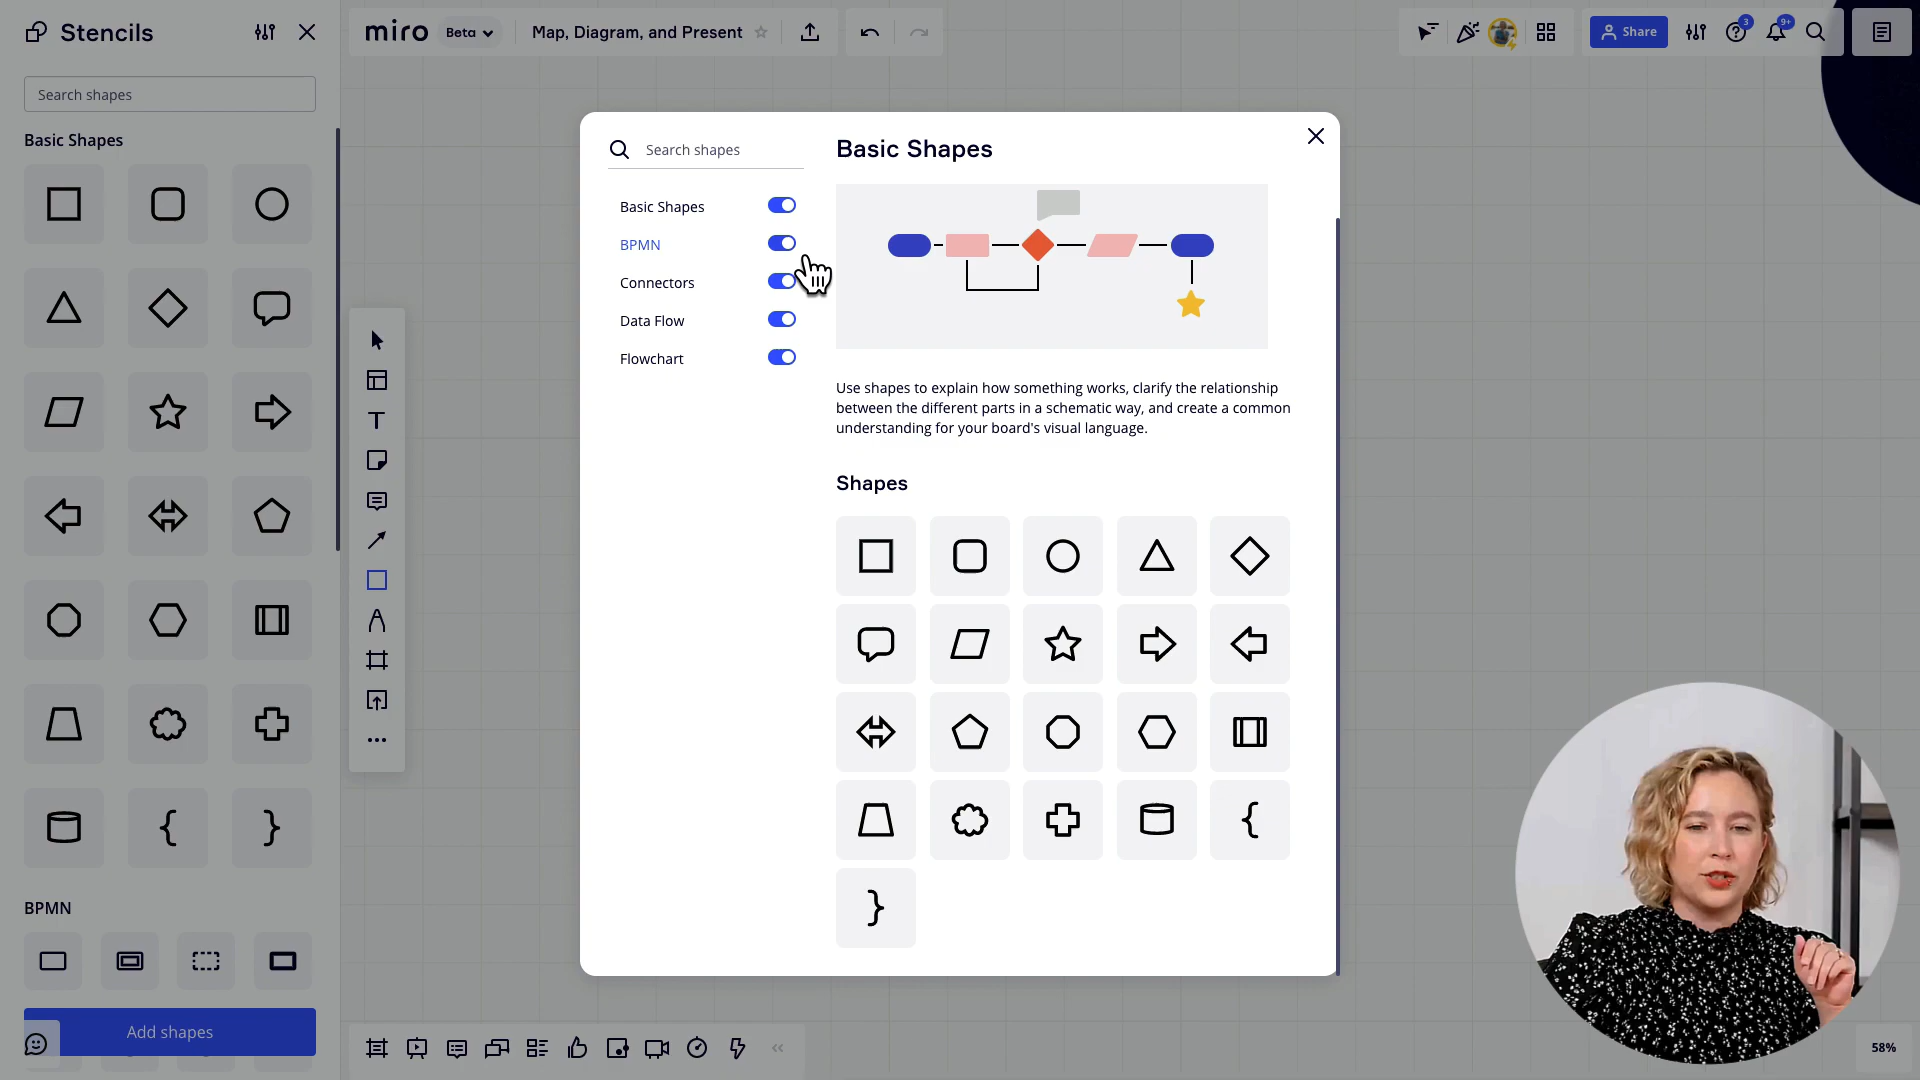 Stencils
Search shapes
Basic Shapes
BPMN
Add shapes
miro
Beta
Map, Diagram, and Present
Share
3
9+
Search shapes
Basic Shapes
BPMN
Connectors
Data Flow
Flowchart
Basic Shapes
Use shapes to explain how something works, clarify the relationship
between the different parts in a schematic way, and create a common
understanding for your board's visual language.
Shapes
58%